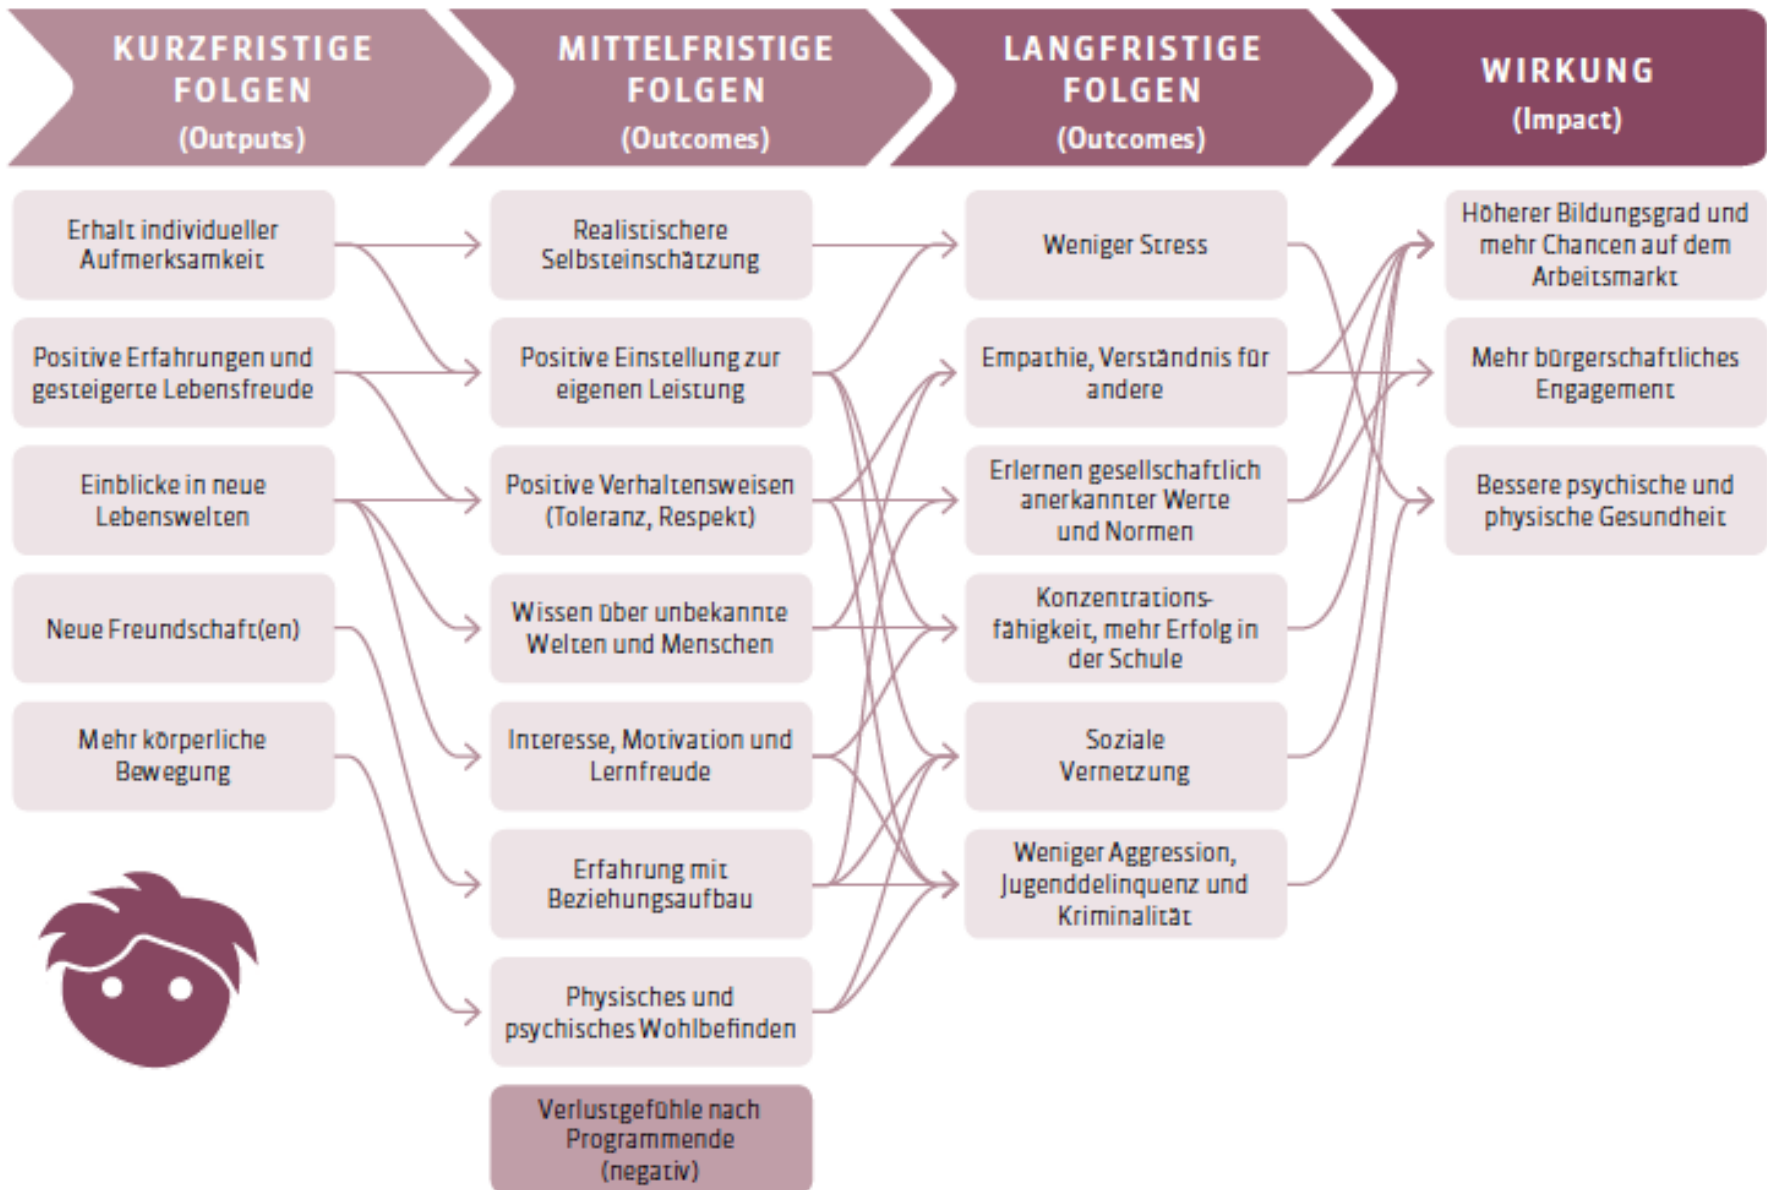 KURZFRISTIGE
FOLGEN
(Outputs)
MITTELFRISTIGE
FOLGEN
(Outcomes)
LANGFRISTIGE
FOLGEN
(Outcomes)
WIRKUNG
(Impact)
Erhalt individueller
Aufmerksamkeit
Positive Erfahrungen und
gesteigerte Lebensfreude
Einblicke in neue
Lebenswelten
Neue Freundschaft(en)
Mehr körperliche
Bewegung
Realistischere
Selbsteinschätzung
Positive Einstellung zur
eigenen Leistung
Positive Verhaltensweisen
(Toleranz, Respekt)
Wissen über unbekannte
Welten und Menschen
Interesse, Motivation und
Lernfreude
Erfahrung mit
Beziehungsaufbau
Physisches und
psychisches Wohlbefinden
Verlustgefühle nach
Programmende
(negativ)
Weniger Stress
Empathie, Verständnis für
andere
Erlernen gesellschaftlich
anerkannter Werte
und Normen
Konzentrations-
fähigkeit, mehr Erfolg in
der Schule
Soziale
Vernetzung
Weniger Aggression,
Jugenddelinquenz und
Kriminalität
Höherer Bildungsgrad und
mehr Chancen auf dem
Arbeitsmarkt
Mehr bürgerschaftliches
Engagement
Bessere psychische und
physische Gesundheit